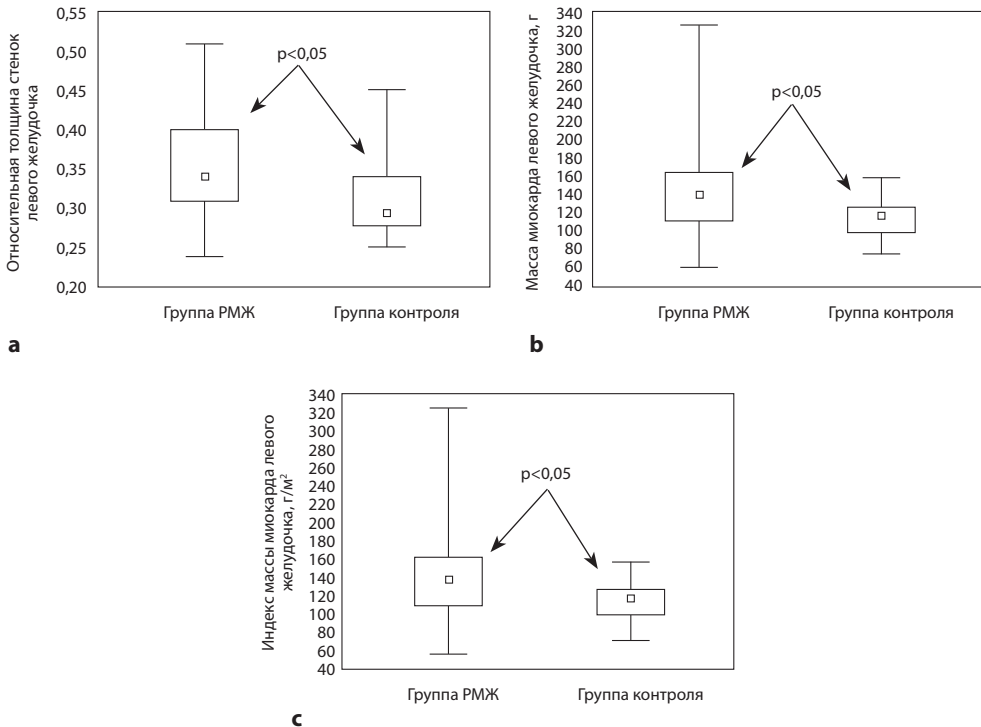 Относительная толщина стенок
левого желудочка
0,55
0,50
0,45
0,40
0,35
0,30
0,25
0,20
p<0,05
Группа РМЖ
Группа контроля
a
Масса миокарда левого желудочка, г
340
320
300
280
260
240
220
200
180
160
140
120
100
80
60
40
p<0,05
Группа РМЖ
Группа контроля
b
Индекс массы миокарда левого
желудочка, г/м²
340
320
300
280
260
240
220
200
180
160
140
120
100
80
60
40
p<0,05
Группа РМЖ
Группа контроля
c